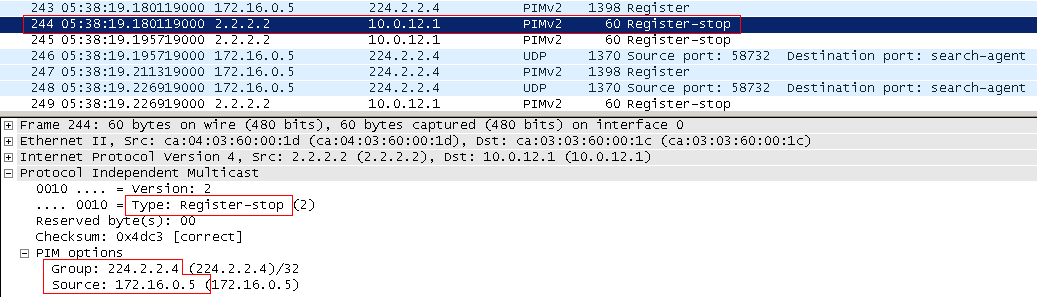 243 05:38:19.180119000 172.16.0.5 224.2.2.4 PIMv2 1398 Register
244 05:38:19.180119000 2.2.2.2 10.0.12.1 PIMv2 60 Register-stop
245 05:38:19.195719000 2.2.2.2 10.0.12.1 PIMv2 60 Register-stop
246 05:38:19.195719000 172.16.0.5 224.2.2.4 UDP 1370 Source port: 58732 Destination port: search-agent
247 05:38:19.211319000 172.16.0.5 224.2.2.4 PIMv2 1398 Register
248 05:38:19.226919000 172.16.0.5 224.2.2.4 UDP 1370 Source port: 58732 Destination port: search-agent
249 05:38:19.226919000 2.2.2.2 10.0.12.1 PIMv2 60 Register-stop
Frame 244: 60 bytes on wire (480 bits), 60 bytes captured (480 bits) on interface 0
Ethernet II, Src: ca:04:03:60:00:1d (ca:04:03:60:00:1d), Dst: ca:03:03:60:00:1c (ca:03:03:60:00:1c)
Internet Protocol Version 4, Src: 2.2.2.2 (2.2.2.2), Dst: 10.0.12.1 (10.0.12.1)
Protocol Independent Multicast
0010 .... = Version: 2
.... 0010 = Type: Register-stop (2)
Reserved byte(s): 00
Checksum: 0x4dc3 [correct]
PIM options
Group: 224.2.2.4 (224.2.2.4)/32
Source: 172.16.0.5 (172.16.0.5)